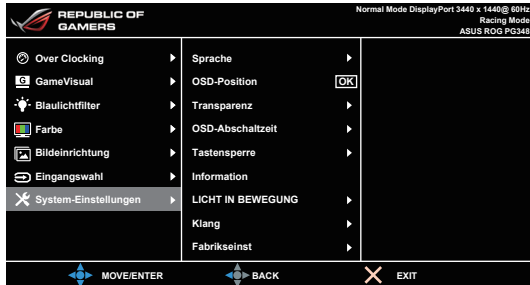 REPUBLIC OF
GAMERS
Normal Mode DisplayPort 3440 x 1440@ 60Hz
Racing Mode
ASUS ROG PG348
Over Clocking
GameVisual
Blaulichtfilter
Farbe
Bildeinrichtung
Eingangswahl
System-Einstellungen
Sprache
OSD-Position OK
Transparenz
OSD-Abschaltzeit
Tastensperre
Information
LICHT IN BEWEGUNG
Klang
Fabrikseinst
MOVE/ENTER BACK EXIT